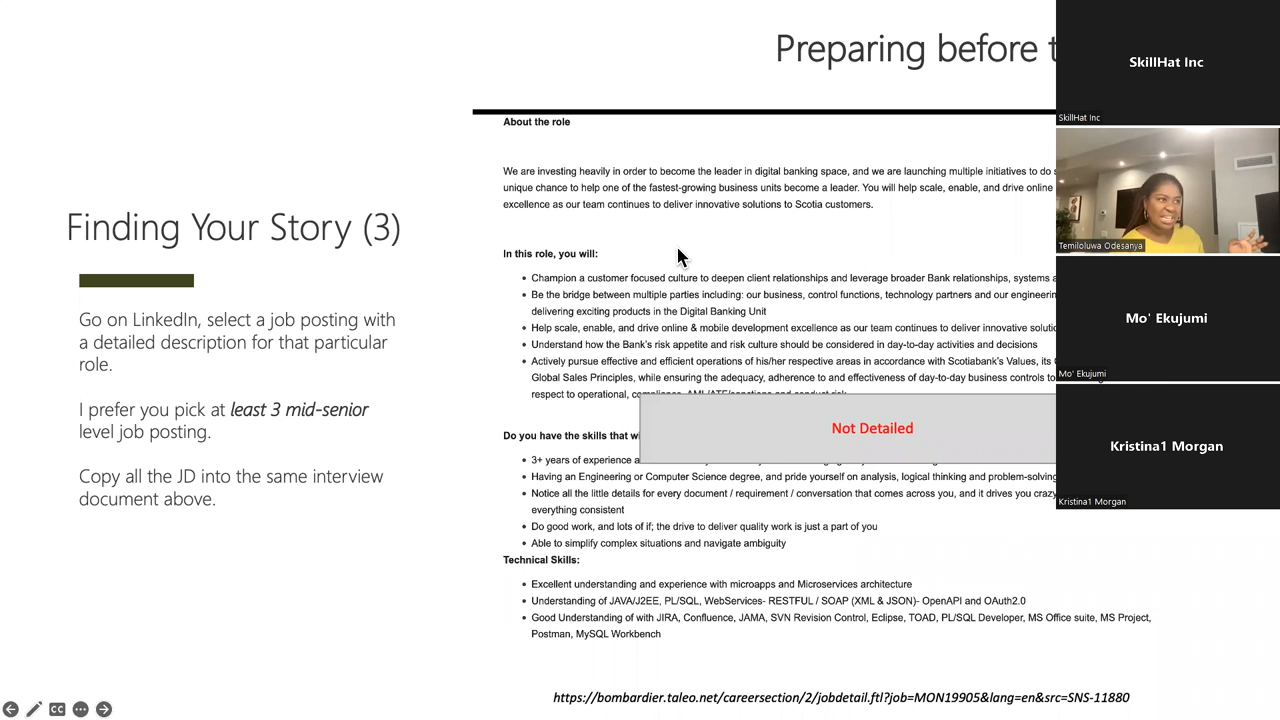 Preparing before t
Finding Your Story (3)
Go on LinkedIn, select a job posting with
a detailed description for that particular
role.
I prefer you pick at least 3 mid-senior
level job posting.
Copy all the JD into the same interview
document above.
About the role
We are investing heavily in order to become the leader in digital banking space, and we are launching multiple initiatives to do
unique chance to help one of the fastest-growing business units become a leader. You will help scale, enable, and drive online
excellence as our team continues to deliver innovative solutions to Scotia customers.
In this role, you will:
• Champion a customer focused culture to deepen client relationships and leverage broader Bank relationships, systems a
• Be the bridge between multiple parties including: our business, control functions, technology partners and our engineerin
delivering exciting products in the Digital Banking Unit
• Help scale, enable, and drive online & mobile development excellence as our team continues to deliver innovative solutio
• Understand how the Bank's risk appetite and risk culture should be considered in day-to-day activities and decisions
• Actively pursue effective and efficient operations of his/her respective areas in accordance with Scotiabank's Values, its
Global Sales Principles, while ensuring the adequacy, adherence to and effectiveness of day-to-day business controls to
respect to operational, compliance, AML/ATF/sanctions and conduct risk.
Not Detailed
Do you have the skills that wi
• 3+ years of experience a
• Having an Engineering or Computer Science degree, and pride yourself on analysis, logical thinking and problem-solving
• Notice all the little details for every document / requirement / conversation that comes across you, and it drives you crazy
everything consistent
• Do good work, and lots of if; the drive to deliver quality work is just a part of you
• Able to simplify complex situations and navigate ambiguity
Technical Skills:
• Excellent understanding and experience with microapps and Microservices architecture
• Understanding of JAVA/J2EE, PL/SQL, WebServices- RESTFUL / SOAP (XML & JSON)- OpenAPI and OAuth2.0
• Good Understanding of with JIRA, Confluence, JAMA, SVN Revision Control, Eclipse, TOAD, PL/SQL Developer, MS Office suite, MS Project,
Postman, MySQL Workbench
https://bombardier.taleo.net/careersection/2/jobdetail.ftl?job=MON19905&lang=en&src=SNS-11880
SkillHat Inc
SkillHat Inc
Temiloluwa Odesanya
Mo' Ekujumi
Mo' Ekujumi
Kristina1 Morgan
Kristina1 Morgan
CC